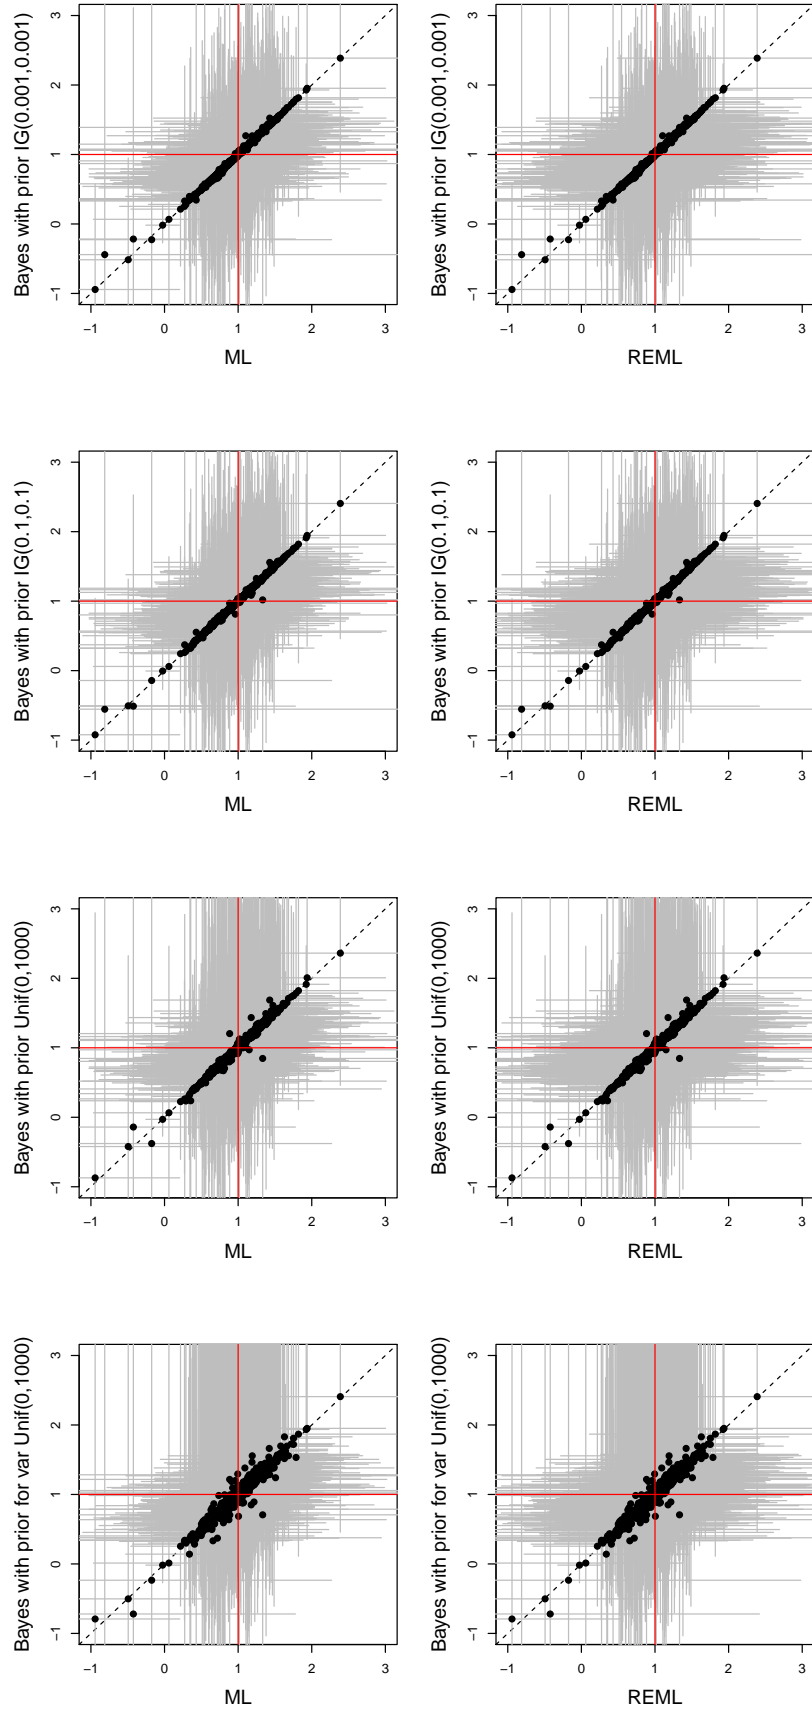 Bayes with prior IG(0.001,0.001)
3
2
1
0
−1
−1 0 1 2 3
ML
Bayes with prior IG(0.001,0.001)
3
2
1
0
−1
−1 0 1 2 3
REML
Bayes with prior IG(0.1,0.1)
3
2
1
0
−1
−1 0 1 2 3
ML
Bayes with prior IG(0.1,0.1)
3
2
1
0
−1
−1 0 1 2 3
REML
Bayes with prior Unif(0,1000)
3
2
1
0
−1
−1 0 1 2 3
ML
Bayes with prior Unif(0,1000)
3
2
1
0
−1
−1 0 1 2 3
REML
Bayes with prior for var Unif(0,1000)
3
2
1
0
−1
−1 0 1 2 3
ML
Bayes with prior for var Unif(0,1000)
3
2
1
0
−1
−1 0 1 2 3
REML